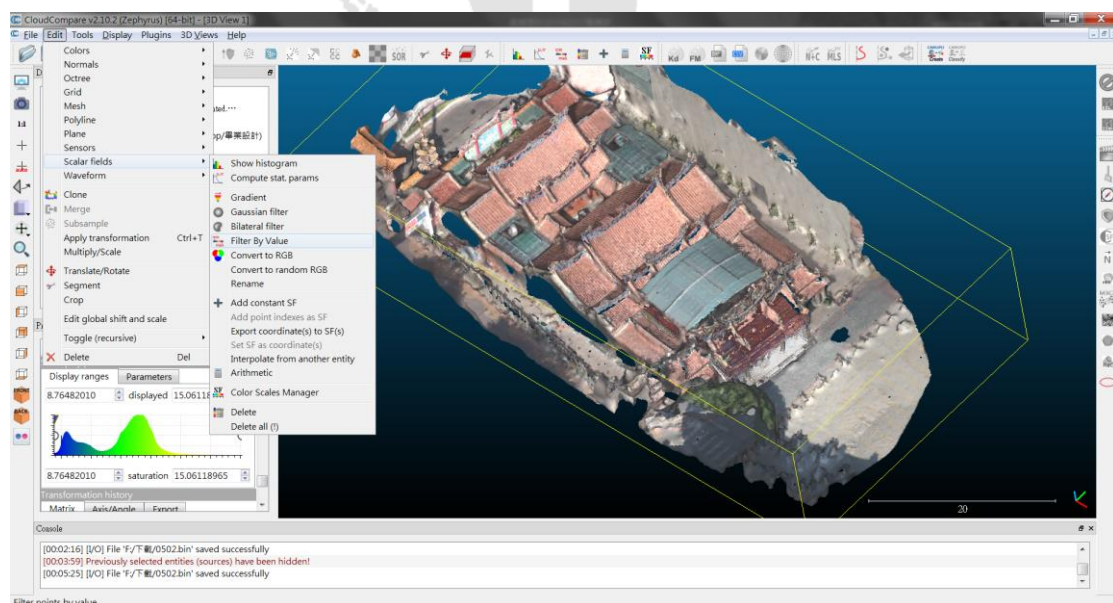 CloudCompare v2.10.2 (Zephyrus) [64-bit] - [3D View 1]
File Edit Tools Display Plugins 3D Views Help
Colors
Normals
Octree
Grid
Mesh
Polyline
Plane
Sensors
Scalar fields
Waveform
Clone
Merge
Subsample
Apply transformation Ctrl+T
Multiply/Scale
Translate/Rotate
Segment
Crop
Edit global shift and scale
Toggle (recursive)
Delete Del
SOR
SF
Kd
FM
N+C
MLS
Create
Classify
op/畢業設計)
Show histogram
Compute stat. params
Gradient
Gaussian filter
Bilateral filter
Filter By Value
Convert to RGB
Convert to random RGB
Rename
Add constant SF
Add point indexes as SF
Export coordinate(s) to SF(s)
Set SF as coordinate(s)
Interpolate from another entity
Arithmetic
Color Scales Manager
Delete
Delete all (!)
Display ranges Parameters
8.76482010 displayed 15.06118
8.76482010 saturation 15.06118965
Transformation history
Matrix Axis/Angle Export
20
Console
[00:02:16] [I/O] File 'F:/下載/0502.bin' saved successfully
[00:03:59] Previously selected entities (sources) have been hidden!
[00:05:25] [I/O] File 'F:/下載/0502.bin' saved successfully
Filter points by value